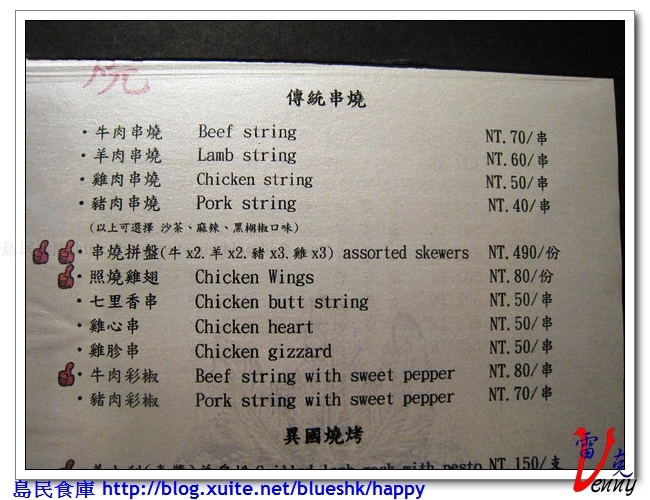 燒
傳統串燒
・牛肉串燒 Beef string NT.70/串
・羊肉串燒 Lamb string NT.60/串
・雞肉串燒 Chicken string NT.50/串
・豬肉串燒 Pork string NT.40/串
(以上可選擇 沙茶、麻辣、黑楜椒口味)
・串燒拼盤(牛x2.羊x2.豬x3.雞x3) assorted skewers NT.490/份
・照燒雞翅 Chicken Wings NT.80/份
・七里香串 Chicken butt string NT.50/串
・雞心串 Chicken heart NT.50/串
・雞胗串 Chicken gizzard NT.50/串
・牛肉彩椒 Beef string with sweet pepper NT.80/串
・豬肉彩椒 Pork string with sweet pepper NT.70/串
異國燒烤
lamb rack with pesto NT.150/支
雷克
Venny
島民食庫 http://blog.xuite.net/blueshk/happy